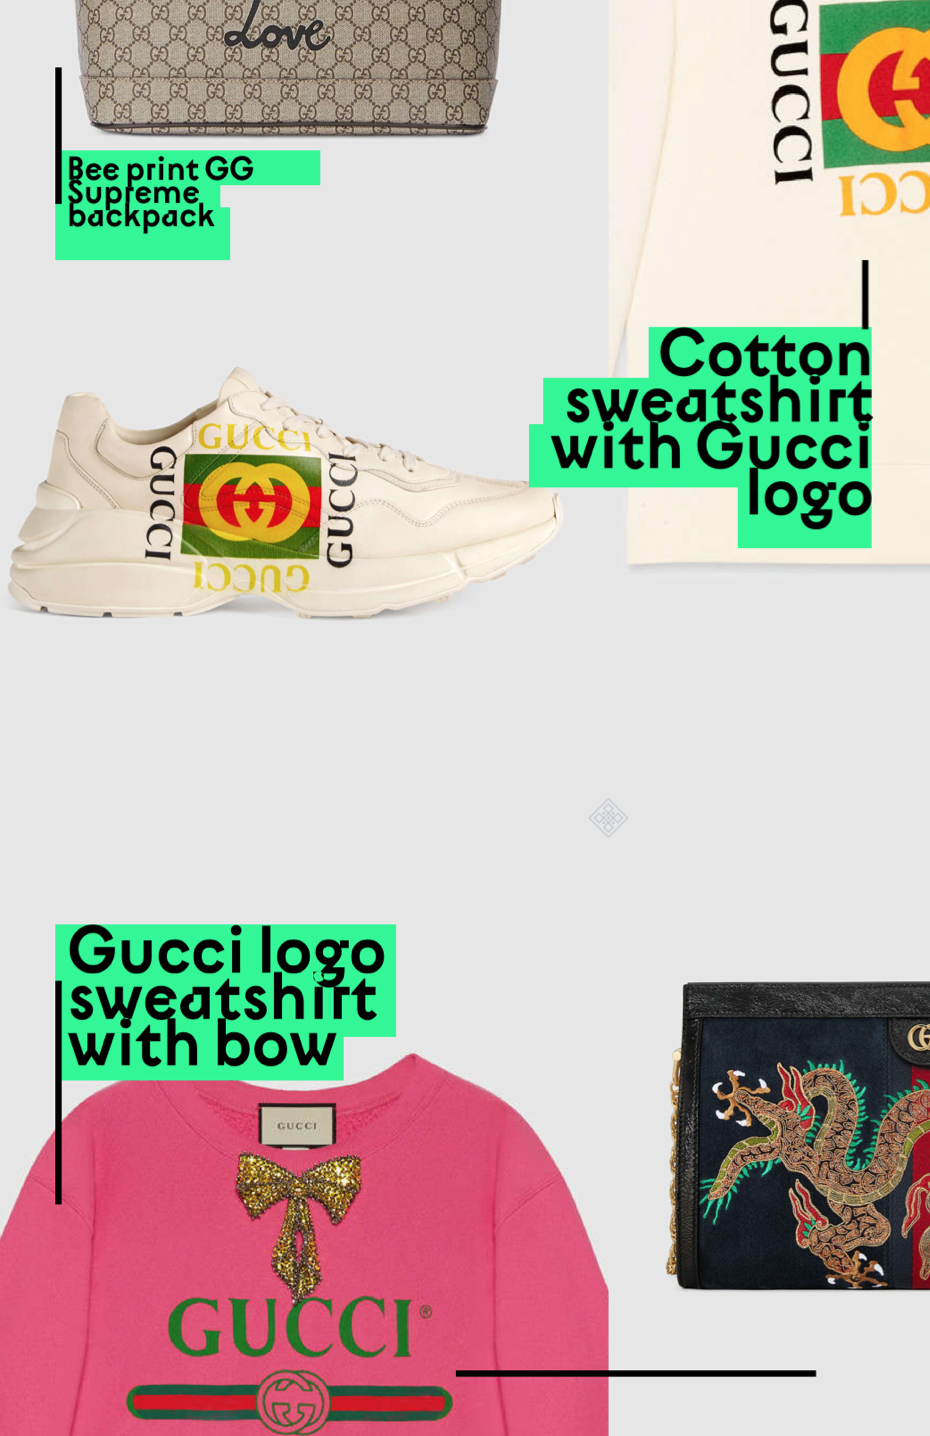 Love
Bee print GG
Supreme
backpack
GUCCI
GUCCI
Cotton
sweatshirt
with Gucci
logo
GUCCI
GUCCI
GUCCI
GUCCI
Gucci logo
sweatshirt
with bow
GUCCI
GUCCI®